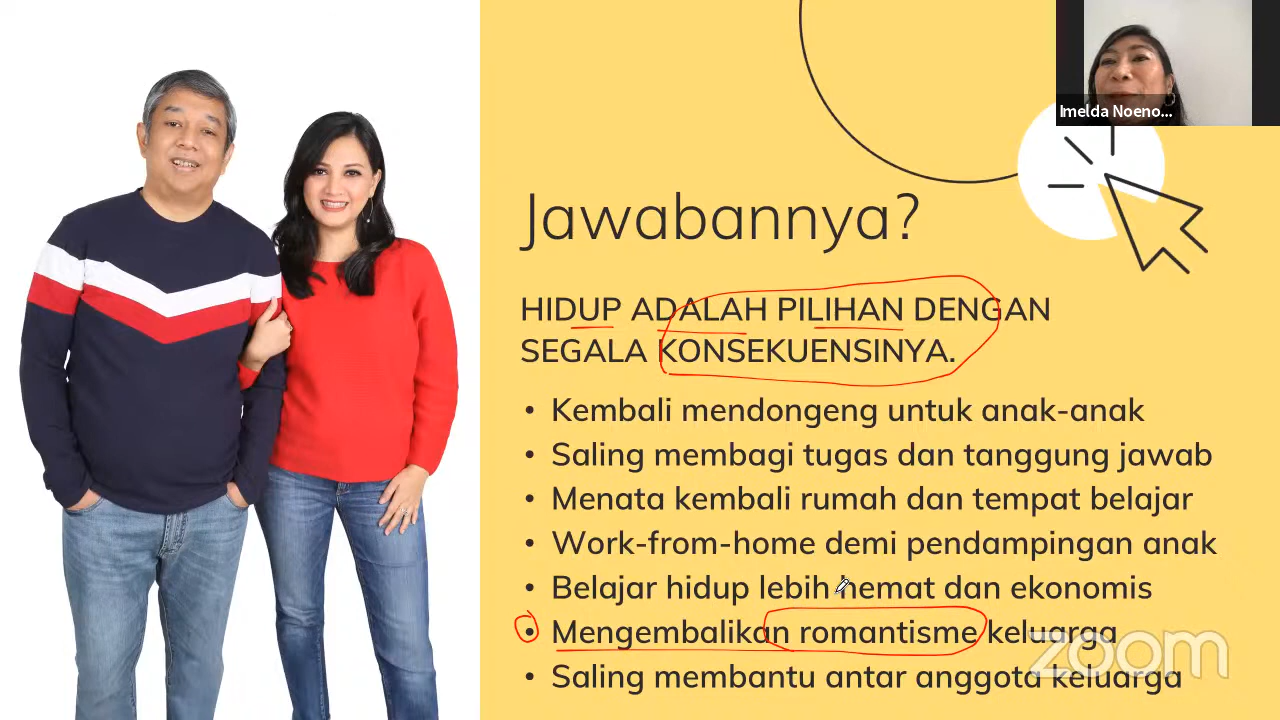 Imelda Noeno...
Jawabannya?
HIDUP ADALAH PILIHAN DENGAN
SEGALA KONSEKUENSINYA.
• Kembali mendongeng untuk anak-anak
• Saling membagi tugas dan tanggung jawab
• Menata kembali rumah dan tempat belajar
• Work-from-home demi pendampingan anak
• Belajar hidup lebih hemat dan ekonomis
• Mengembalikan romantisme keluarga
• Saling membantu antar anggota keluarga
zoom